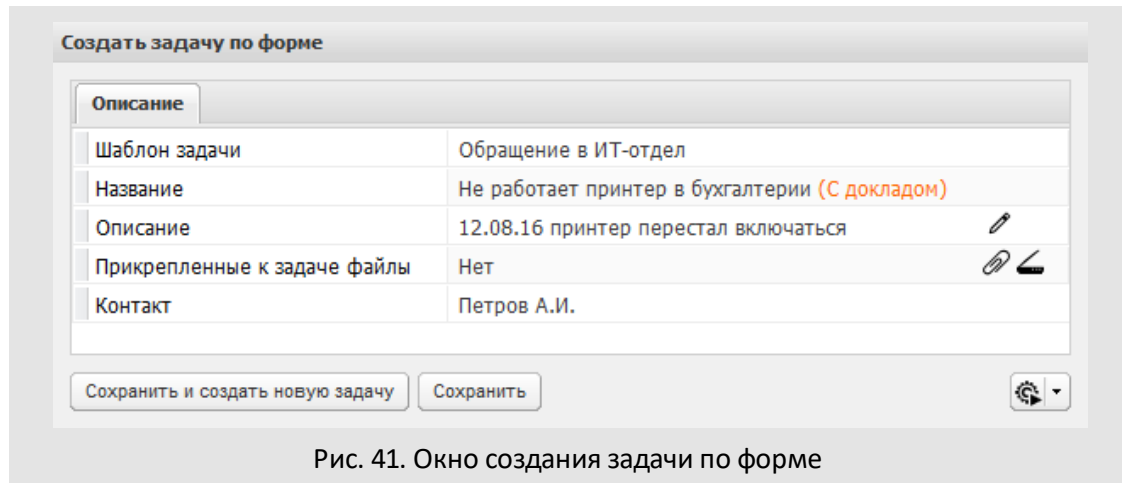 Создать задачу по форме
Описание
Шаблон задачи Обращение в ИТ-отдел
Название Не работает принтер в бухгалтерии (С докладом)
Описание 12.08.16 принтер перестал включаться
Прикрепленные к задаче файлы Нет
Контакт Петров А.И.
Сохранить и создать новую задачу Сохранить
Рис. 41. Окно создания задачи по форме